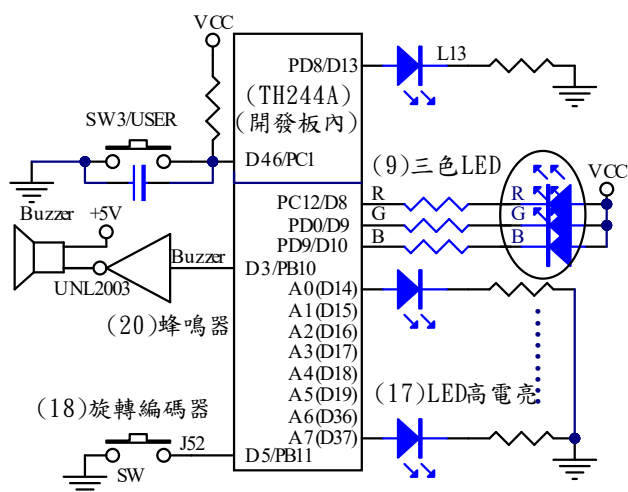 VCC
PD8/D13
L13
(TH244A)
(開發板內)
SW3/USER
D46/PC1
(9)三色LED
VCC
PC12/D8
R
R
PD0/D9
G
G
PD9/D10
B
B
Buzzer
+5V
Buzzer
D3/PB10
UNL2003
(20)蜂鳴器
A0(D14)
A1(D15)
A2(D16)
A3(D17)
A4(D18)
A5(D19)
A6(D36)
A7(D37)
(17)LED高電亮
(18)旋轉編碼器
J52
D5/PB11
SW